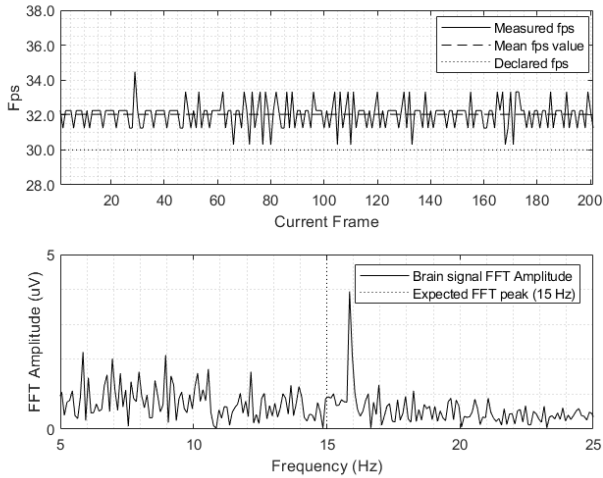 38.0
36.0
34.0
32.0
30.0
28.0
Fps
Measured fps
Mean fps value
Declared fps
20 40 60 80 100 120 140 160 180 200
Current Frame
5
0
FFT Amplitude (uV)
Brain signal FFT Amplitude
Expected FFT peak (15 Hz)
5 10 15 20 25
Frequency (Hz)